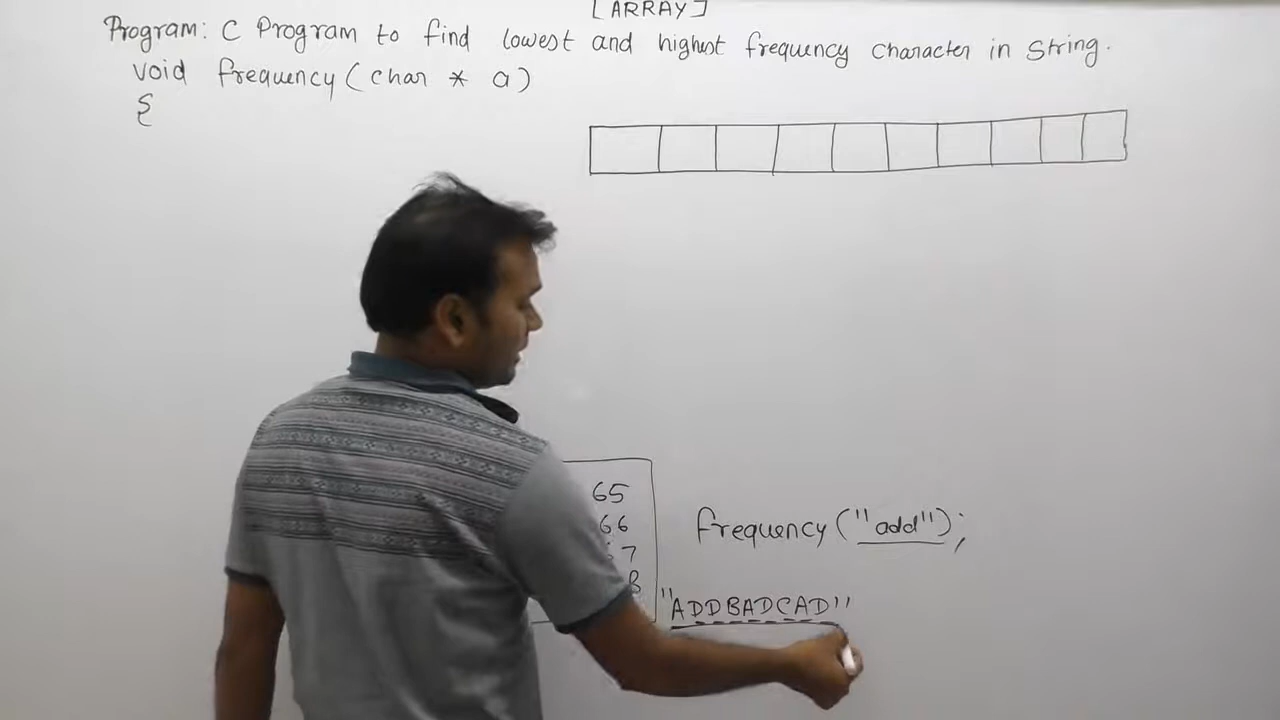 [ARRAY]
Program: C Program to find lowest and highest frequency character in string.
void frequency(char * a)
{
65
66
7
frequency("add");
"ADDBADCAD"